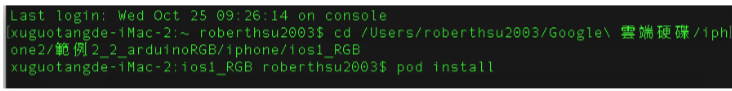 Last login: Wed Oct 25 09:26:14 on console
[xuguotangde-iMac-2:~ roberthsu2003$ cd /Users/roberthsu2003/Google\ 雲端硬碟/iph
one2/範例2_2_arduinoRGB/iphone/ios1_RGB
xuguotangde-iMac-2:ios1_RGB roberthsu2003$ pod install